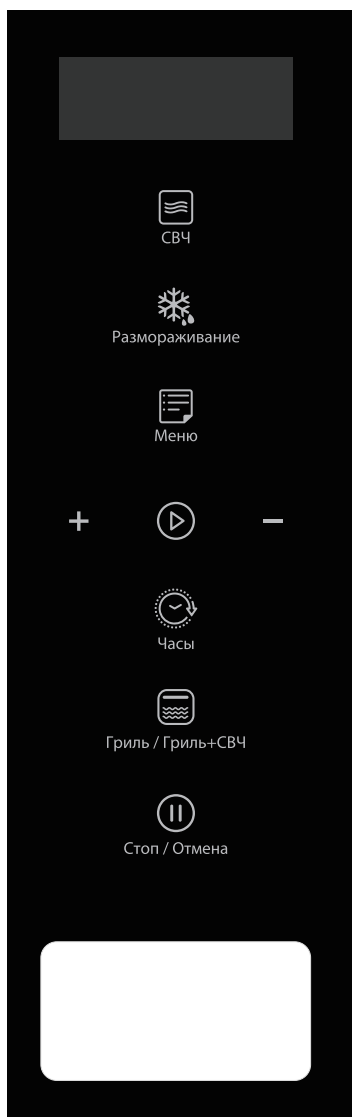 СВЧ
Размораживание
Меню
+ −
Часы
Гриль / Гриль+СВЧ
Стоп / Отмена